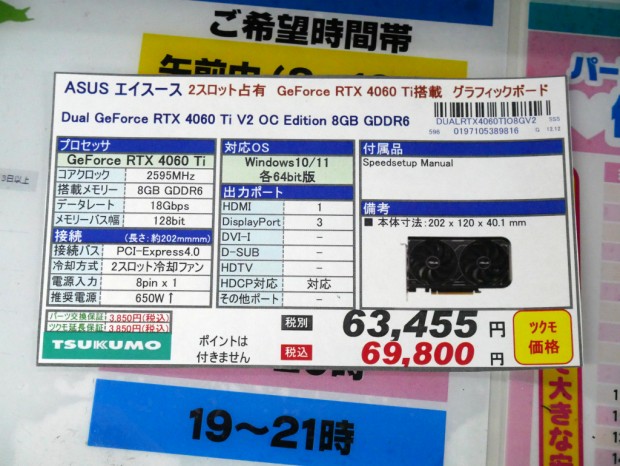 ご希望時間帯
ASUS エイスース 2スロット占有 GeForce RTX 4060 Ti搭載 グラフィックボード
Dual GeForce RTX 4060 Ti V2 OC Edition 8GB GDDR6
DUALRTX4060TIO8GV2
0197105389816
プロセッサ
GeForce RTX 4060 Ti
コアクロック 2595MHz
搭載メモリー 8GB GDDR6
データレート 18Gbps
メモリーバス幅 128bit
接続 (長さ:約202mmmm)
接続バス PCI-Express4.0
冷却方式 2スロット冷却ファン
電源入力 8pin x 1
推奨電源 650W↑
対応OS
Windows10/11
各64bit版
出力ポート
HDMI 1
DisplayPort 3
DVI-I -
D-SUB -
HDTV -
HDCP対応 対応
その他ポート -
付属品
Speedsetup Manual
備考
■ 本体寸法:202 x 120 x 40.1 mm
パーツ交換保証 3,850円(税込)
ツクモ延長保証 3,850円(税込)
TSUKUMO
ポイントは
付きません
税別 63,455 円
税込 69,800 円
ツクモ
価格
19〜21時